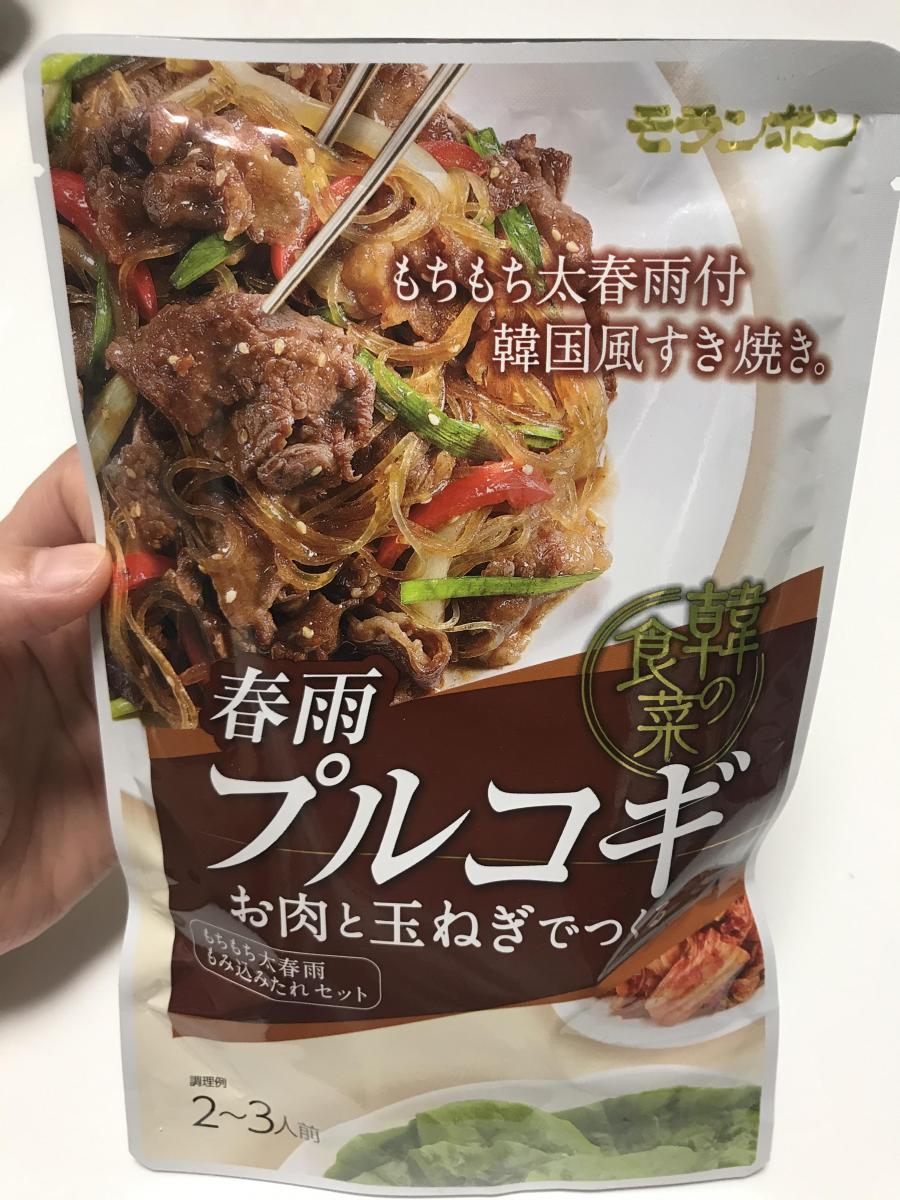 モランボン
もちもち太春雨付
韓国風すき焼き。
韓の
食菜
春雨
プルコギ
お肉と玉ねぎでつくる
もちもち太春雨
もみ込みたれセット
調理例
2～3人前